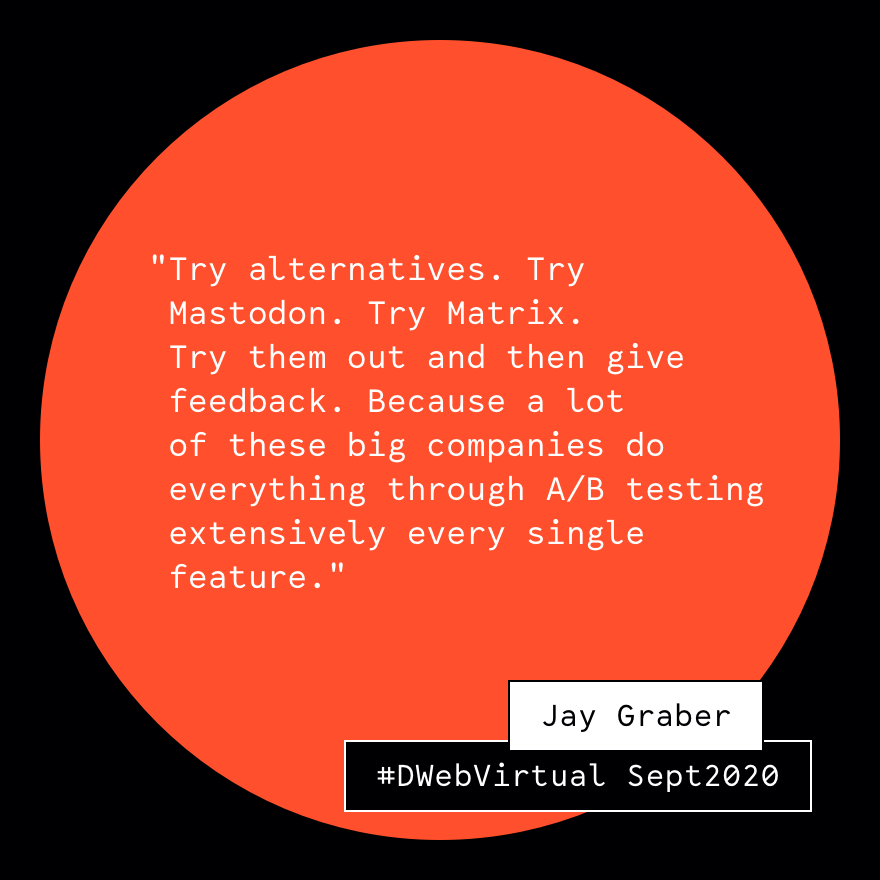 "Try alternatives. Try
Mastodon. Try Matrix.
Try them out and then give
feedback. Because a lot
of these big companies do
everything through A/B testing
extensively every single
feature."
Jay Graber
#DWebVirtual Sept2020